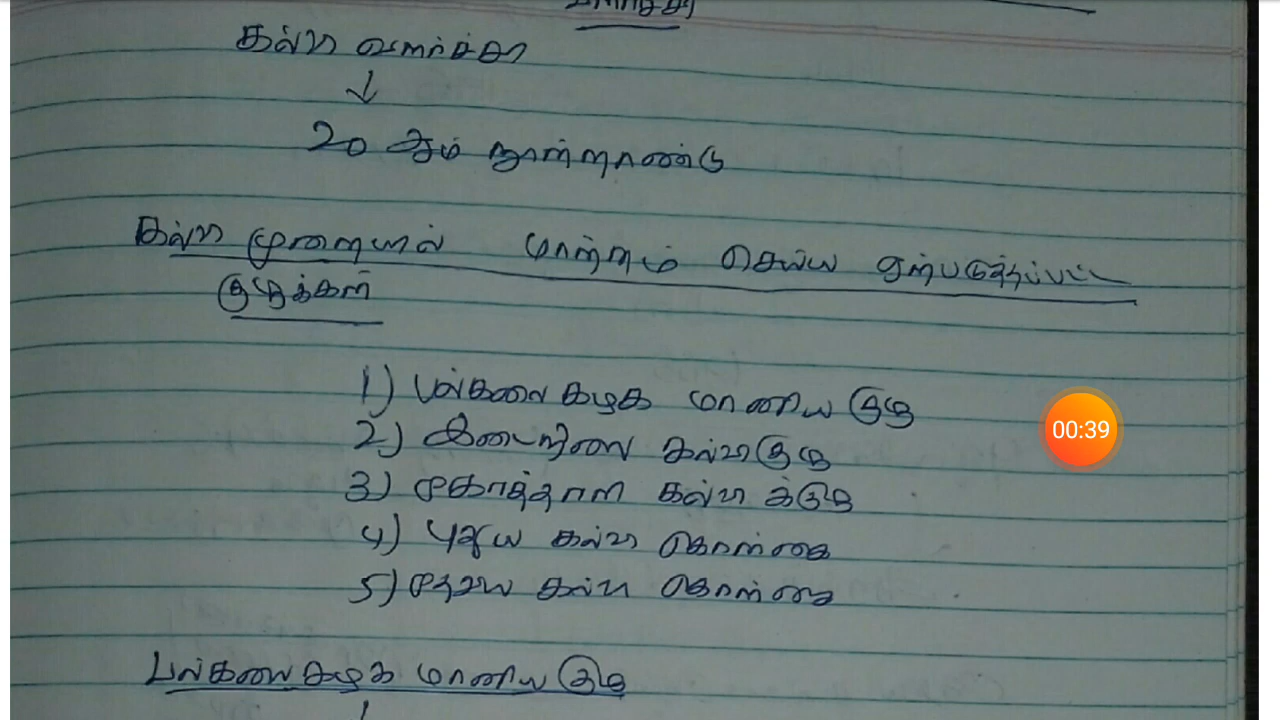 வளர்ச்சி
கல்வி வளர்ச்சி
↓
20 ஆம் நூற்றாண்டு
கல்வி முறையில் மாற்றம் செய்ய ஏற்படுத்தப்பட்ட
குழுக்கள்
1) பல்கலைகழக மானிய குழு
2) இடைநிலை கல்விகுழு
3) கோத்தாரி கல்வி க்குழு
4) புதிய கல்வி கொள்கை
5) தேசிய கல்வி கொள்கை
00:39
பல்கலைகழக மானிய குழு